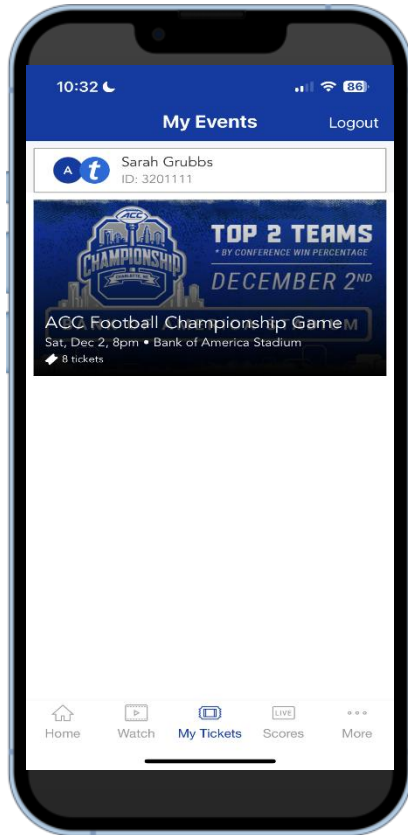 10:32
86
My Events
Logout
A
t
Sarah Grubbs
ID: 3201111
ACC
CHAMPIONSHIP
CHARLOTTE, NC
TOP 2 TEAMS
* BY CONFERENCE WIN PERCENTAGE
DECEMBER 2ND
ACC Football Championship Game
Sat, Dec 2, 8pm • Bank of America Stadium
8 tickets
LIVE
Home
Watch
My Tickets
Scores
More